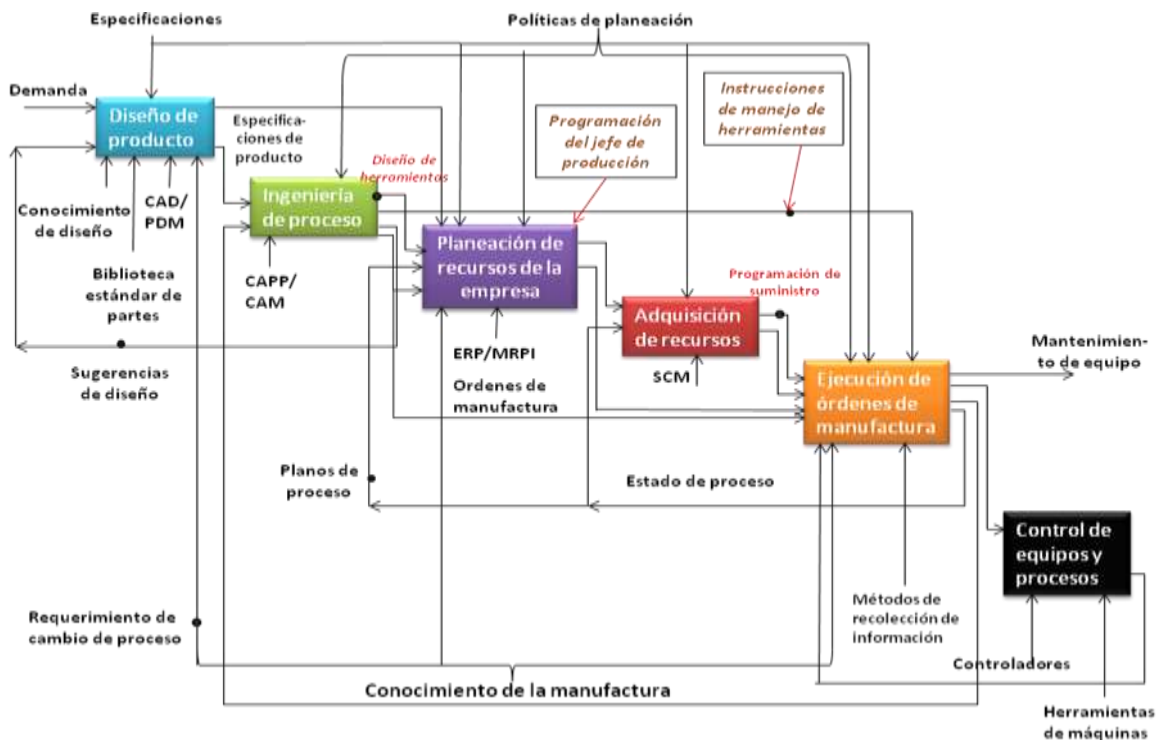 Especificaciones
Políticas de planeación
Demanda
Diseño de
producto
Especifica-
ciones de
producto
Instrucciones
de manejo de
herramientas
Programación
del jefe de
producción
Diseño de
herramientas
Ingeniería
de proceso
CAD/
PDM
Conocimiento
de diseño
Biblioteca
estándar de
partes
CAPP/
CAM
Planeación de
recursos de la
empresa
Programación de
suministro
Adquisición
de recursos
Mantenimien-
to de equipo
ERP/MRPI
SCM
Sugerencias
de diseño
Ordenes de
manufactura
Ejecución de
órdenes de
manufactura
Planos de
proceso
Estado de proceso
Control de
equipos y
procesos
Métodos de
recolección de
información
Requerimiento de
cambio de proceso
Controladores
Conocimiento de la manufactura
Herramientas
de máquinas